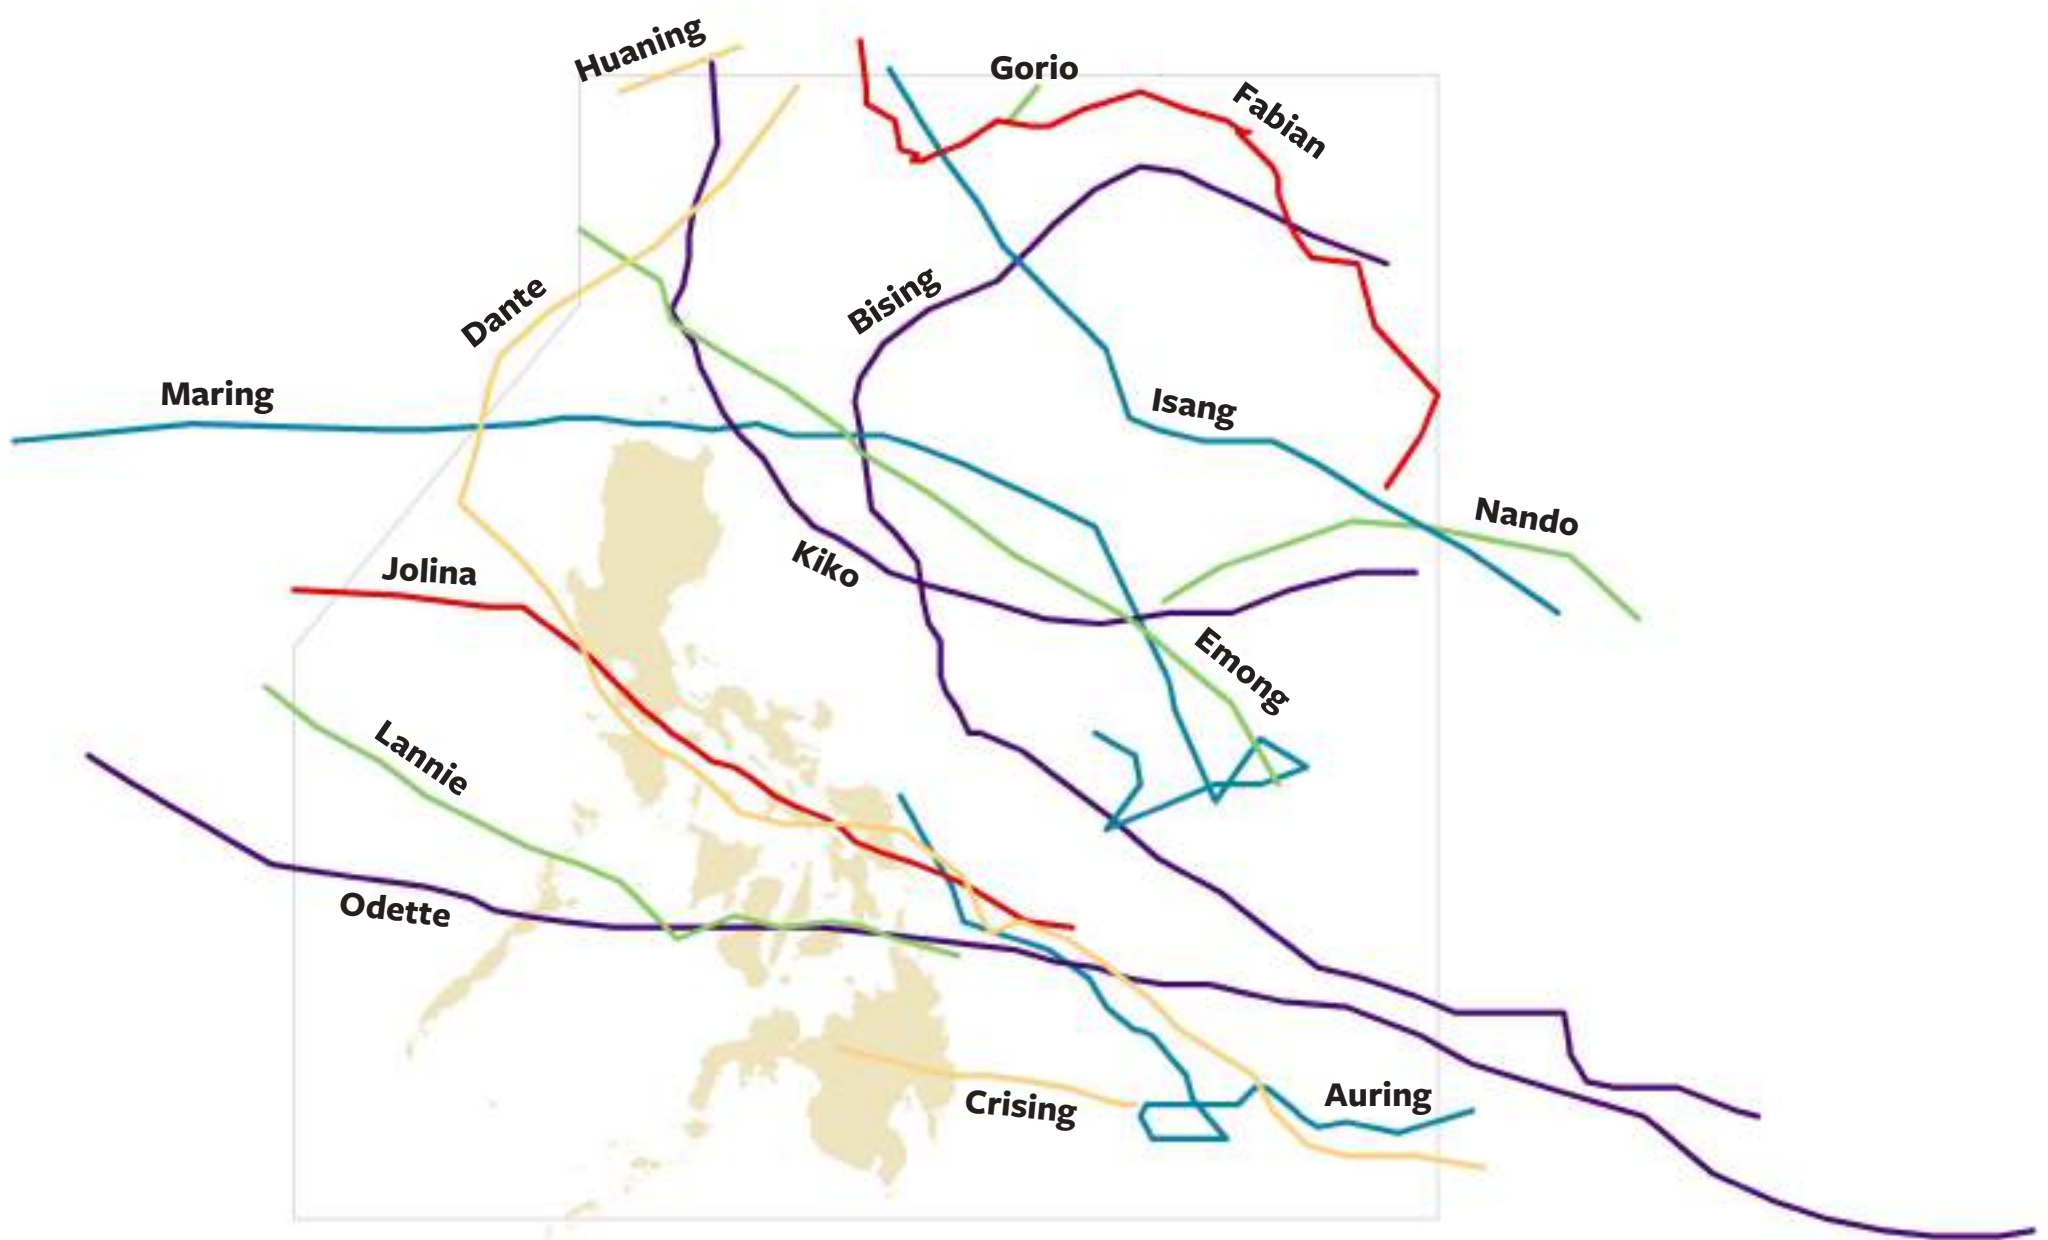 Huaning
Gorio
Fabian
Dante
Bising
Maring
Isang
Nando
Jolina
Kiko
Emong
Lannie
Odette
Crising
Auring